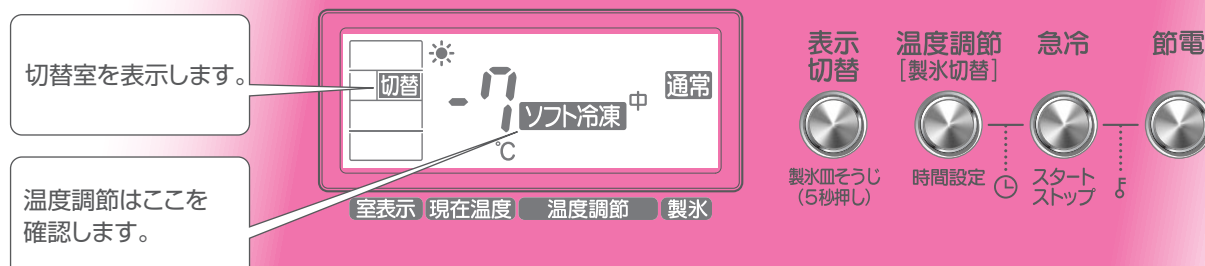 切替室を表示します。
温度調節はここを
確認します。
切替
-7
℃
ソフト冷凍
中
通常
室表示
現在温度
温度調節
製氷
表示
切替
温度調節
[製氷切替]
急冷
節電
製氷皿そうじ
(5秒押し)
時間設定
スタート
ストップ